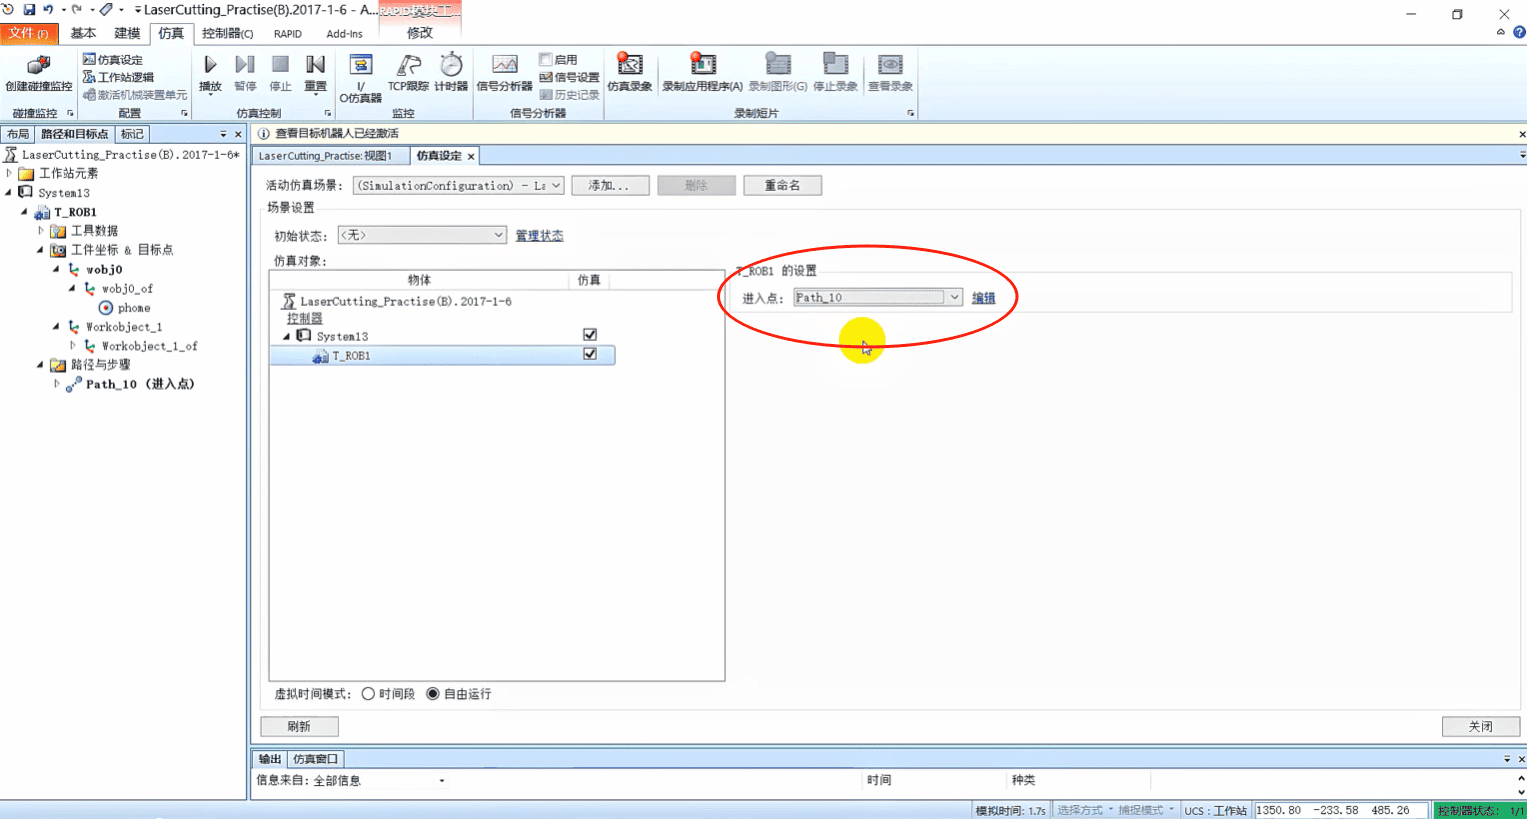 LaserCutting_Practise(B).2017-1-6 - A...
RAPID模块工...
文件(F) 基本 建模 仿真 控制器(C) RAPID Add-Ins 修改
创建碰撞监控
碰撞监控
仿真设定
工作站逻辑
激活机械装置单元
配置
播放 暂停 停止 重置
仿真控制
I/O仿真器 TCP跟踪 计时器
监控
信号分析器
启用
信号设置
历史记录
信号分析器
仿真录象 录制应用程序(A) 录制图形(G) 停止录象 查看录象
录制短片
布局 路径和目标点 标记
LaserCutting_Practise(B).2017-1-6*
工作站元素
System13
T_ROB1
工具数据
工件坐标 & 目标点
wobj0
wobj0_of
phome
Workobject_1
Workobject_1_of
路径与步骤
Path_10 (进入点)
查看目标机器人已经激活
LaserCutting_Practise:视图1 仿真设定
活动仿真场景: (SimulationConfiguration) - La 添加... 删除 重命名
场景设置
初始状态: <无> 管理状态
仿真对象:
物体 仿真
LaserCutting_Practise(B).2017-1-6
控制器
System13
T_ROB1
T_ROB1 的设置
进入点: Path_10 编辑
虚拟时间模式: 时间段 自由运行
刷新 关闭
输出 仿真窗口
信息来自: 全部信息 时间 种类
模拟时间: 1.7s 选择方式 捕捉模式 UCS : 工作站 1350.80 -233.58 485.26 控制器状态: 1/1